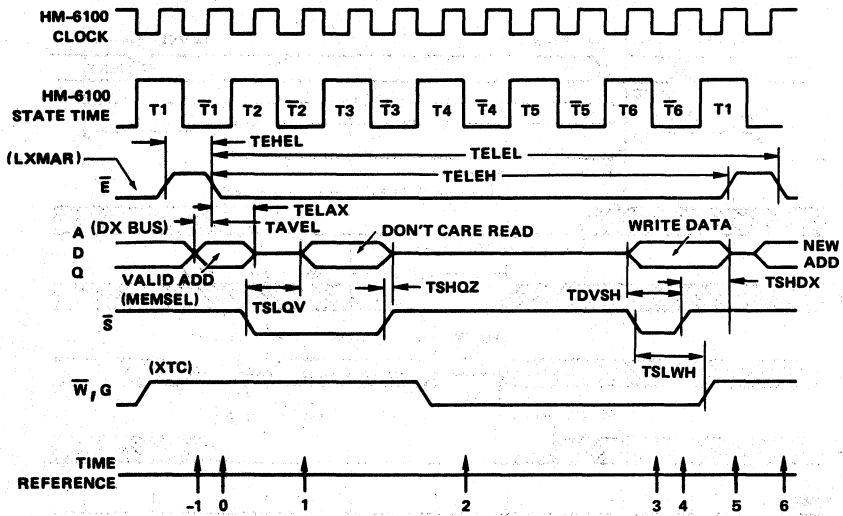 HM-6100
CLOCK
HM-6100
STATE TIME
T1 T̅1 T2 T̅2 T3 T̅3 T4 T̅4 T5 T̅5 T6 T̅6 T1
TEHEL
TELEL
(LXMAR)
E̅
TELEH
TELAX
A (DX BUS)
TAVEL
DON'T CARE READ
WRITE DATA
D
Q
NEW
ADD
VALID ADD
(MEMSEL)
TSLQV
TSHQZ
TDVSH
TSHDX
S̅
TSLWH
(XTC)
W̅, G
TIME
REFERENCE
-1 0 1 2 3 4 5 6